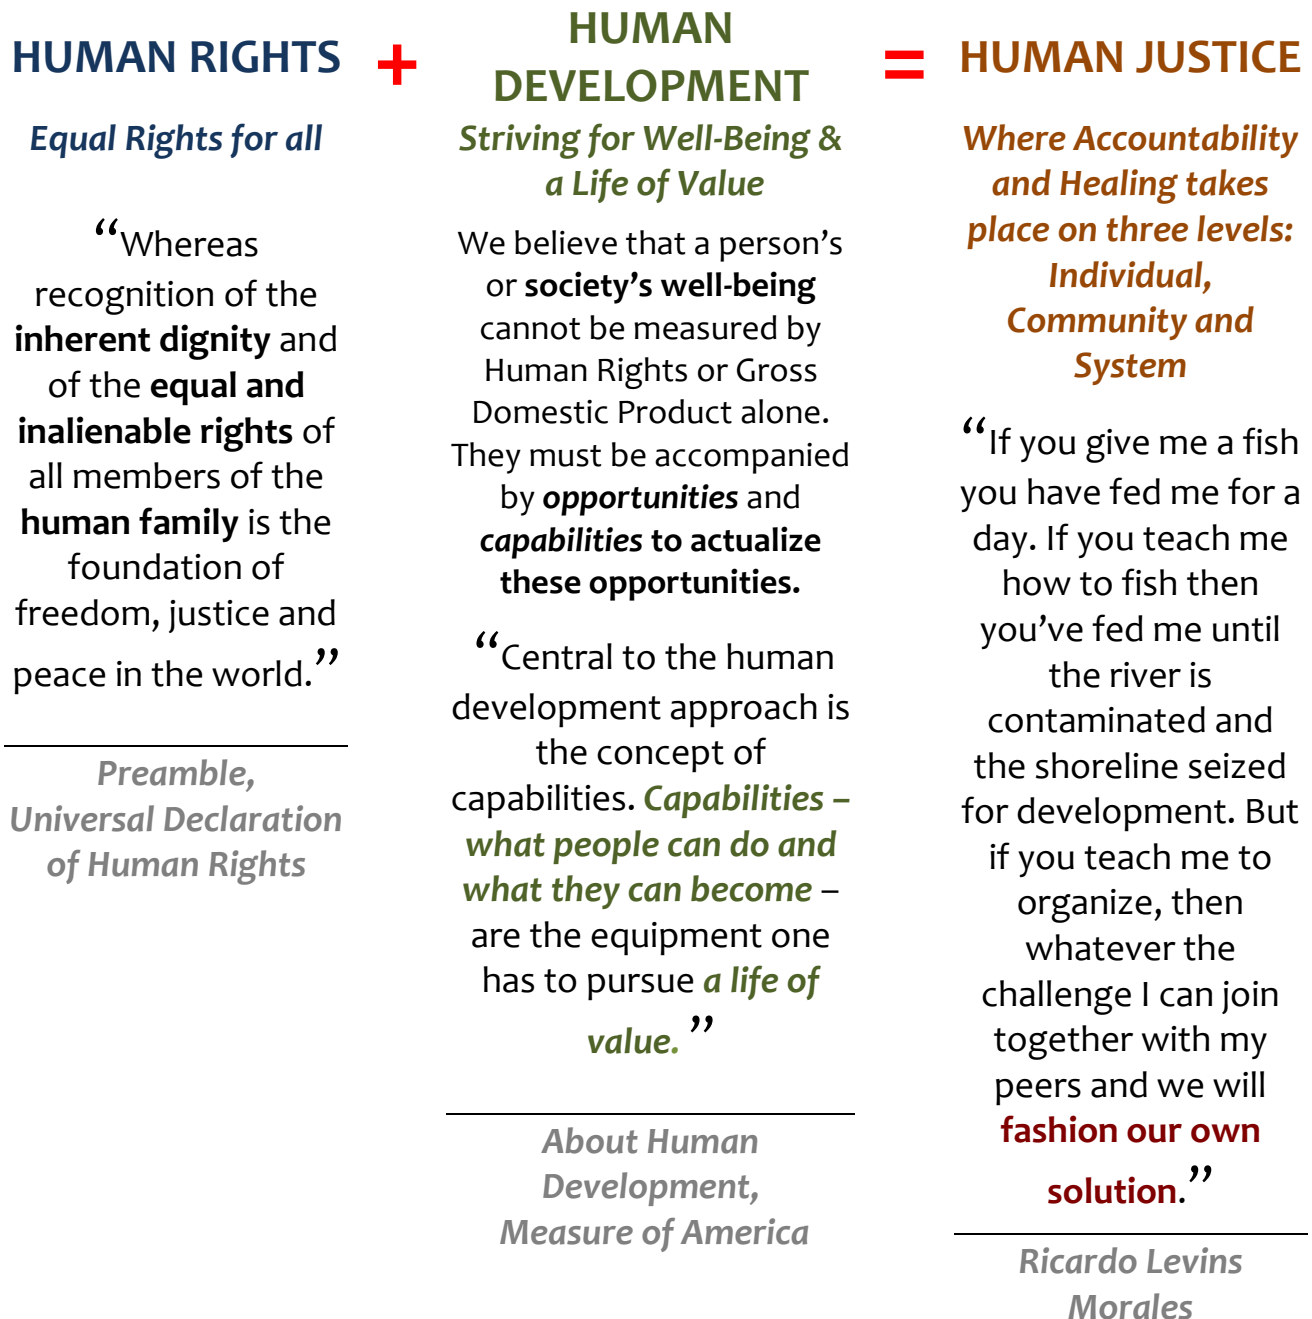 HUMAN RIGHTS
Equal Rights for all
“Whereas
recognition of the
inherent dignity and
of the equal and
inalienable rights of
all members of the
human family is the
foundation of
freedom, justice and
peace in the world.”
Preamble,
Universal Declaration
of Human Rights
+
HUMAN
DEVELOPMENT
Striving for Well-Being &
a Life of Value
We believe that a person’s
or society’s well-being
cannot be measured by
Human Rights or Gross
Domestic Product alone.
They must be accompanied
by opportunities and
capabilities to actualize
these opportunities.
“Central to the human
development approach is
the concept of
capabilities. Capabilities –
what people can do and
what they can become –
are the equipment one
has to pursue a life of
value.”
About Human
Development,
Measure of America
=
HUMAN JUSTICE
Where Accountability
and Healing takes
place on three levels:
Individual,
Community and
System
“If you give me a fish
you have fed me for a
day. If you teach me
how to fish then
you’ve fed me until
the river is
contaminated and
the shoreline seized
for development. But
if you teach me to
organize, then
whatever the
challenge I can join
together with my
peers and we will
fashion our own
solution.”
Ricardo Levins
Morales